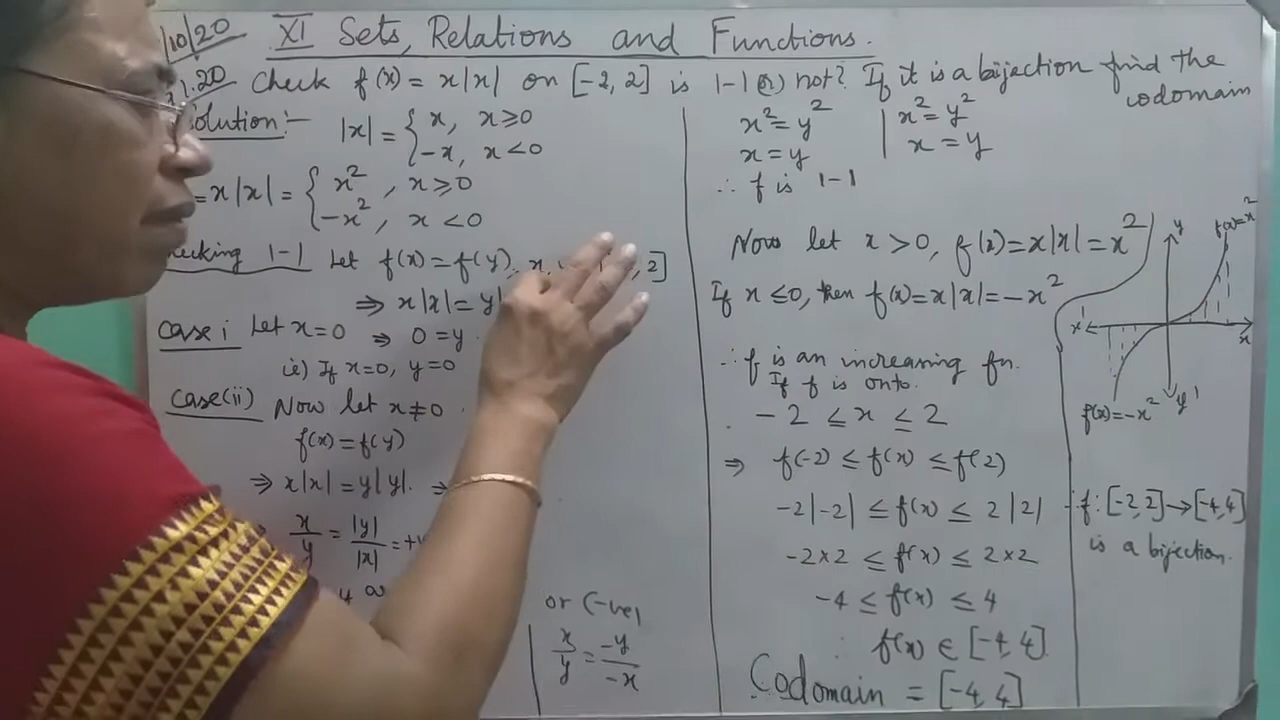 /10/20
XI Sets, Relations and Functions.
1.20 Check f(x) = x|x| on [-2, 2] is 1-1 (or) not? If it is a bijection find the codomain
olution:-
|x| = { x, x ≥ 0
-x, x < 0
= x|x| = { x², x ≥ 0
-x², x < 0
ecking 1-1 Let f(x) = f(y), x, 2]
⇒ x|x| = y|
Case i Let x = 0 ⇒ 0 = y
ie) If x = 0, y = 0
Case (ii) Now let x ≠ 0.
f(x) = f(y)
⇒ x|x| = y|y|. ⇒
x/y = |y|/|x| = +v
y
or (-ve)
x/y = -y/-x
x² = y² | x² = y²
x = y | x = y
∴ f is 1-1
Now let x > 0, f(x) = x|x| = x²
If x ≤ 0, then f(x) = x|x| = -x²
∴ f is an increasing fn.
If f is onto.
-2 ≤ x ≤ 2
⇒ f(-2) ≤ f(x) ≤ f(2)
-2|-2| ≤ f(x) ≤ 2|2|
-2×2 ≤ f(x) ≤ 2×2
-4 ≤ f(x) ≤ 4
∴ f(x) ∈ [-4, 4]
Codomain = [-4, 4]
y
f(x)=x²
x'
x
f(x)=-x²
y'
∴ f: [-2, 2] → [-4, 4]
is a bijection.